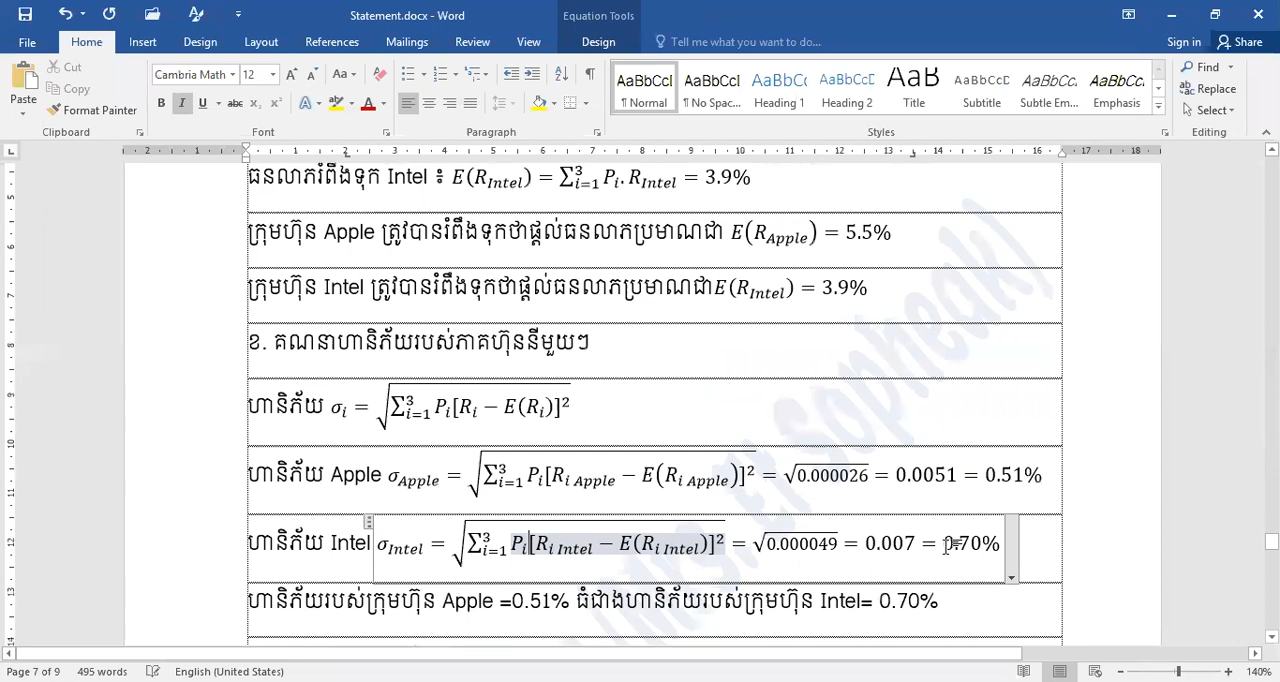 Statement.docx - Word
Equation Tools
File Home Insert Design Layout References Mailings Review View Design Tell me what you want to do... Sign in Share
Paste Cut Copy Format Painter
Cambria Math 12
AaBbCcI ¶ Normal AaBbCcI ¶ No Spac... AaBbCc Heading 1 AaBbCcC Heading 2 AaB Title AaBbCcD Subtitle AaBbCcL Subtle Em... AaBbCcL Emphasis
Find Replace Select
Clipboard Font Paragraph Styles Editing
ធនលាភរំពឹងទុក Intel ៖ E(R_Intel) = ∑³ᵢ₌₁ Pᵢ. R_Intel = 3.9%
ក្រុមហ៊ុន Apple ត្រូវបានរំពឹងទុកថាផ្តល់ធនលាភប្រមាណជា E(R_Apple) = 5.5%
ក្រុមហ៊ុន Intel ត្រូវបានរំពឹងទុកថាផ្តល់ធនលាភប្រមាណជាE(R_Intel) = 3.9%
ខ. គណនាហានិភ័យរបស់ភាគហ៊ុននីមួយៗ
ហានិភ័យ σᵢ = √∑³ᵢ₌₁ Pᵢ[Rᵢ − E(Rᵢ)]²
ហានិភ័យ Apple σ_Apple = √∑³ᵢ₌₁ Pᵢ[R_i Apple − E(R_i Apple)]² = √0.000026 = 0.0051 = 0.51%
ហានិភ័យ Intel σ_Intel = √∑³ᵢ₌₁ Pᵢ[R_i Intel − E(R_i Intel)]² = √0.000049 = 0.007 = 0.70%
ហានិភ័យរបស់ក្រុមហ៊ុន Apple =0.51% ធំជាងហានិភ័យរបស់ក្រុមហ៊ុន Intel= 0.70%
Page 7 of 9 495 words English (United States) 140%